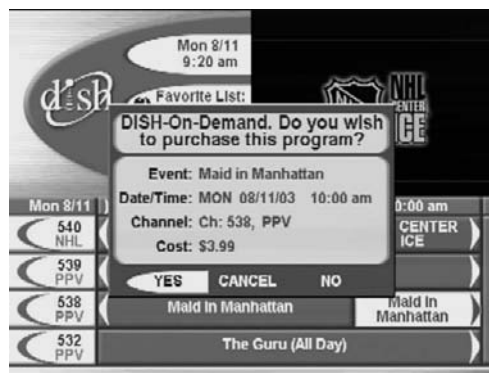 Mon 8/11
9:20 am
dish
Favorite List:
NHL
CENTER
ICE
DISH-On-Demand. Do you wish
to purchase this program?
Event: Maid in Manhattan
Date/Time: MON 08/11/03 10:00 am
Channel: Ch: 538, PPV
Cost: $3.99
YES CANCEL NO
Mon 8/11
0:00 am
540
NHL
CENTER
ICE
539
PPV
538
PPV
Maid In Manhattan
Maid In
Manhattan
532
PPV
The Guru (All Day)